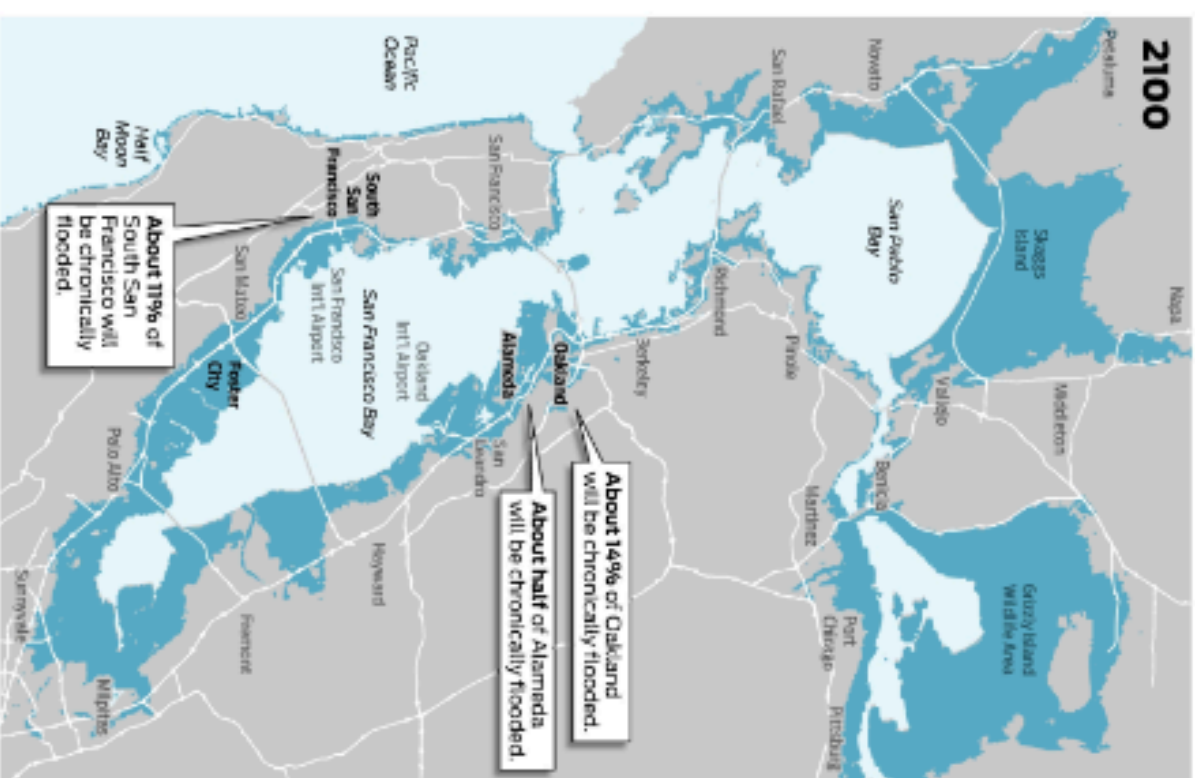 2100
Petaluma
Napa
Novato
Skaggs
Island
San Rafael
San Pablo
Bay
Vallejo
Middleton
Pacific
Ocean
Richmond
Pinole
Benicia
Grizzly Island
Wildlife Area
San Francisco
Berkeley
Martinez
Port
Chicago
Pittsburg
Oakland
Alameda
About 14% of Oakland
will be chronically flooded.
About half of Alameda
will be chronically flooded.
South
San
Francisco
Half
Moon
Bay
Oakland
Int'l Airport
San
Leandro
San Francisco Bay
San Francisco
Int'l Airport
Hayward
About 11% of
South San
Francisco will
be chronically
flooded.
San Mateo
Foster
City
Palo Alto
Fremont
Sunnyvale
Milpitas